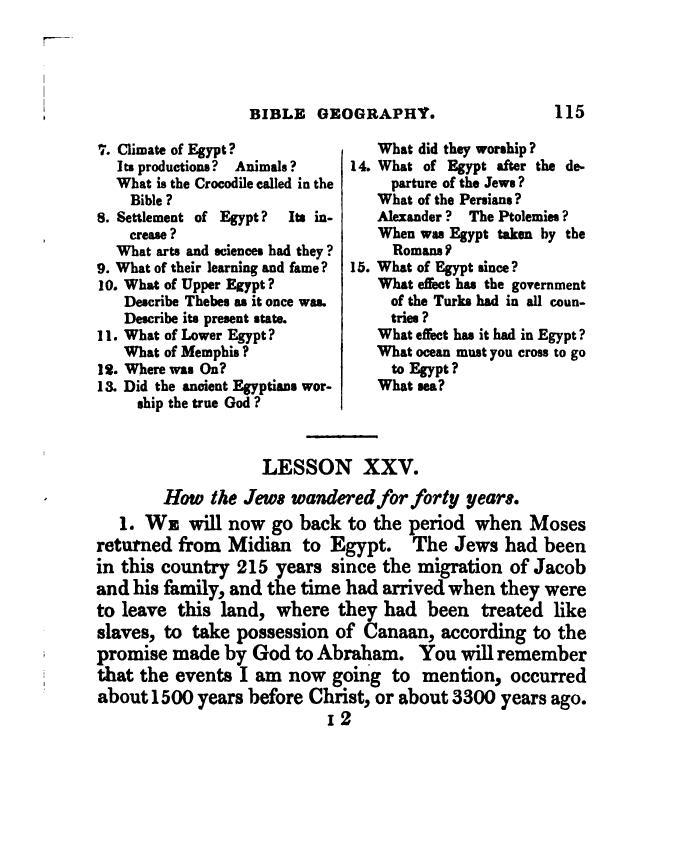 BIBLE GEOGRAPHY. 115
7. Climate of Egypt?
Its productions? Animals?
What is the Crocodile called in the
Bible?
8. Settlement of Egypt? Its in-
crease?
What arts and sciences had they?
9. What of their learning and fame?
10. What of Upper Egypt?
Describe Thebes as it once was.
Describe its present state.
11. What of Lower Egypt?
What of Memphis?
12. Where was On?
13. Did the ancient Egyptians wor-
ship the true God?
What did they worship?
14. What of Egypt after the de-
parture of the Jews?
What of the Persians?
Alexander? The Ptolemies?
When was Egypt taken by the
Romans?
15. What of Egypt since?
What effect has the government
of the Turks had in all coun-
tries?
What effect has it had in Egypt?
What ocean must you cross to go
to Egypt?
What sea?
LESSON XXV.
How the Jews wandered for forty years.
1. WE will now go back to the period when Moses
returned from Midian to Egypt. The Jews had been
in this country 215 years since the migration of Jacob
and his family, and the time had arrived when they were
to leave this land, where they had been treated like
slaves, to take possession of Canaan, according to the
promise made by God to Abraham. You will remember
that the events I am now going to mention, occurred
about 1500 years before Christ, or about 3300 years ago.
I 2